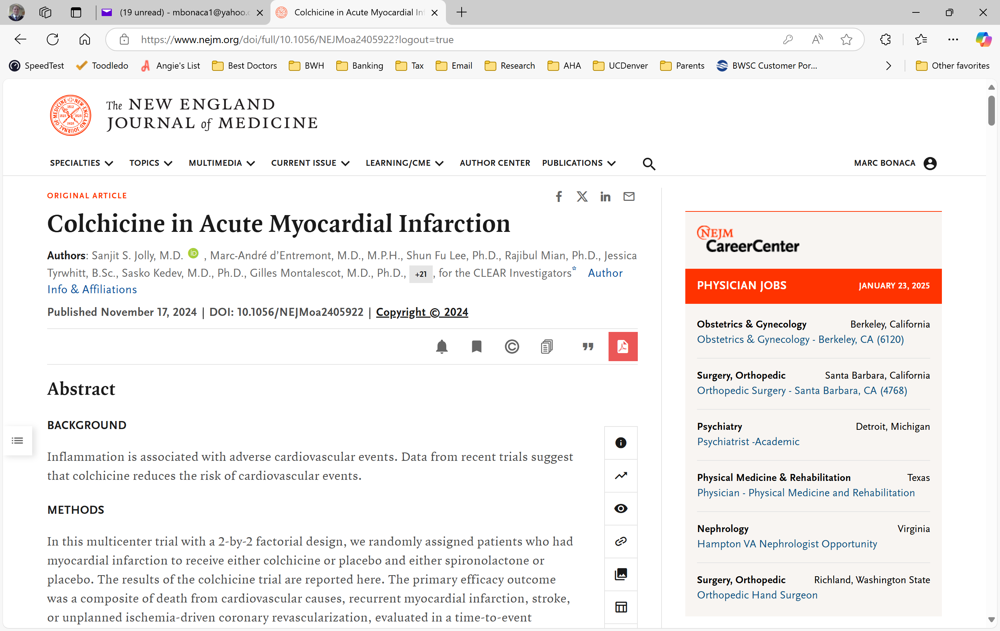 (19 unread) - mbonaca1@yahoo.c
Colchicine in Acute Myocardial Inf
https://www.nejm.org/doi/full/10.1056/NEJMoa2405922?logout=true
SpeedTest Toodledo Angie's List Best Doctors BWH Banking Tax Email Research AHA UCDenver Parents BWSC Customer Por... Other favorites
The NEW ENGLAND
JOURNAL of MEDICINE
SPECIALTIES TOPICS MULTIMEDIA CURRENT ISSUE LEARNING/CME AUTHOR CENTER PUBLICATIONS MARC BONACA
ORIGINAL ARTICLE
Colchicine in Acute Myocardial Infarction
Authors: Sanjit S. Jolly, M.D. iD , Marc-André d'Entremont, M.D., M.P.H., Shun Fu Lee, Ph.D., Rajibul Mian, Ph.D., Jessica
Tyrwhitt, B.Sc., Sasko Kedev, M.D., Ph.D., Gilles Montalescot, M.D., Ph.D., +21 , for the CLEAR Investigators* Author
Info & Affiliations
Published November 17, 2024 | DOI: 10.1056/NEJMoa2405922 | Copyright © 2024
Abstract
BACKGROUND
Inflammation is associated with adverse cardiovascular events. Data from recent trials suggest
that colchicine reduces the risk of cardiovascular events.
METHODS
In this multicenter trial with a 2-by-2 factorial design, we randomly assigned patients who had
myocardial infarction to receive either colchicine or placebo and either spironolactone or
placebo. The results of the colchicine trial are reported here. The primary efficacy outcome
was a composite of death from cardiovascular causes, recurrent myocardial infarction, stroke,
or unplanned ischemia-driven coronary revascularization, evaluated in a time-to-event
NEJM
CareerCenter
PHYSICIAN JOBS JANUARY 23, 2025
Obstetrics & Gynecology Berkeley, California
Obstetrics & Gynecology - Berkeley, CA (6120)
Surgery, Orthopedic Santa Barbara, California
Orthopedic Surgery - Santa Barbara, CA (4768)
Psychiatry Detroit, Michigan
Psychiatrist -Academic
Physical Medicine & Rehabilitation Texas
Physician - Physical Medicine and Rehabilitation
Nephrology Virginia
Hampton VA Nephrologist Opportunity
Surgery, Orthopedic Richland, Washington State
Orthopedic Hand Surgeon
NEW ENGLAND JOURNAL OF MEDICINE
1812
1823 1828
1928